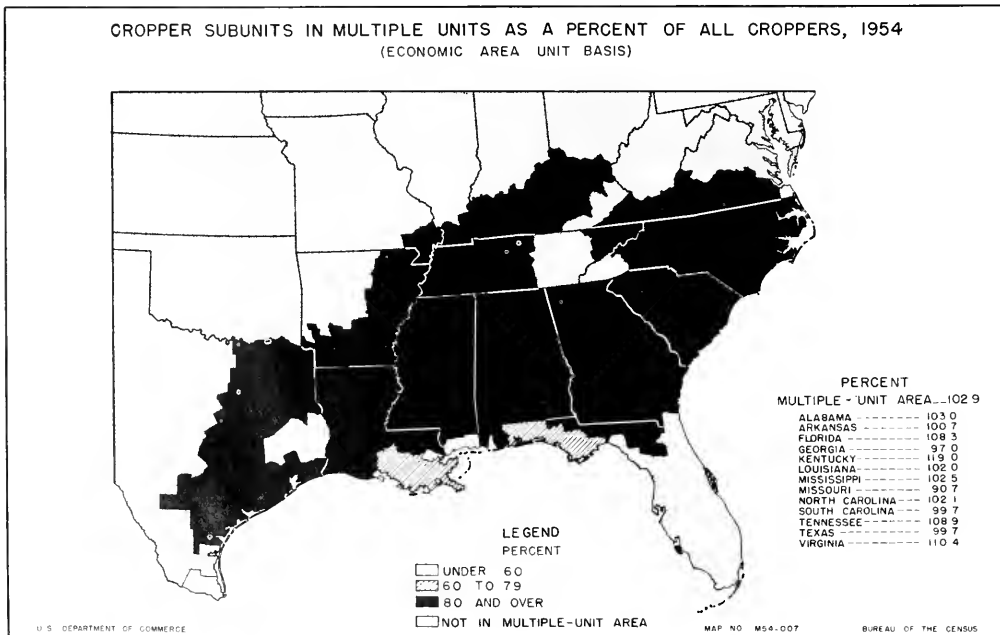 CROPPER SUBUNITS IN MULTIPLE UNITS AS A PERCENT OF ALL CROPPERS, 1954
(ECONOMIC AREA UNIT BASIS)
PERCENT
MULTIPLE-UNIT AREA__102.9
ALABAMA --------- 103.0
ARKANSAS --------- 100.7
FLORIDA --------- 108.3
GEORGIA --------- 97.0
KENTUCKY --------- 119.0
LOUISIANA --------- 102.0
MISSISSIPPI --------- 102.5
MISSOURI --------- 90.7
NORTH CAROLINA ------- 102.1
SOUTH CAROLINA ------- 99.7
TENNESSEE --------- 108.9
TEXAS --------- 99.7
VIRGINIA --------- 110.4
LEGEND
PERCENT
UNDER 60
60 TO 79
80 AND OVER
NOT IN MULTIPLE-UNIT AREA
U.S. DEPARTMENT OF COMMERCE
MAP NO. M54-007
BUREAU OF THE CENSUS